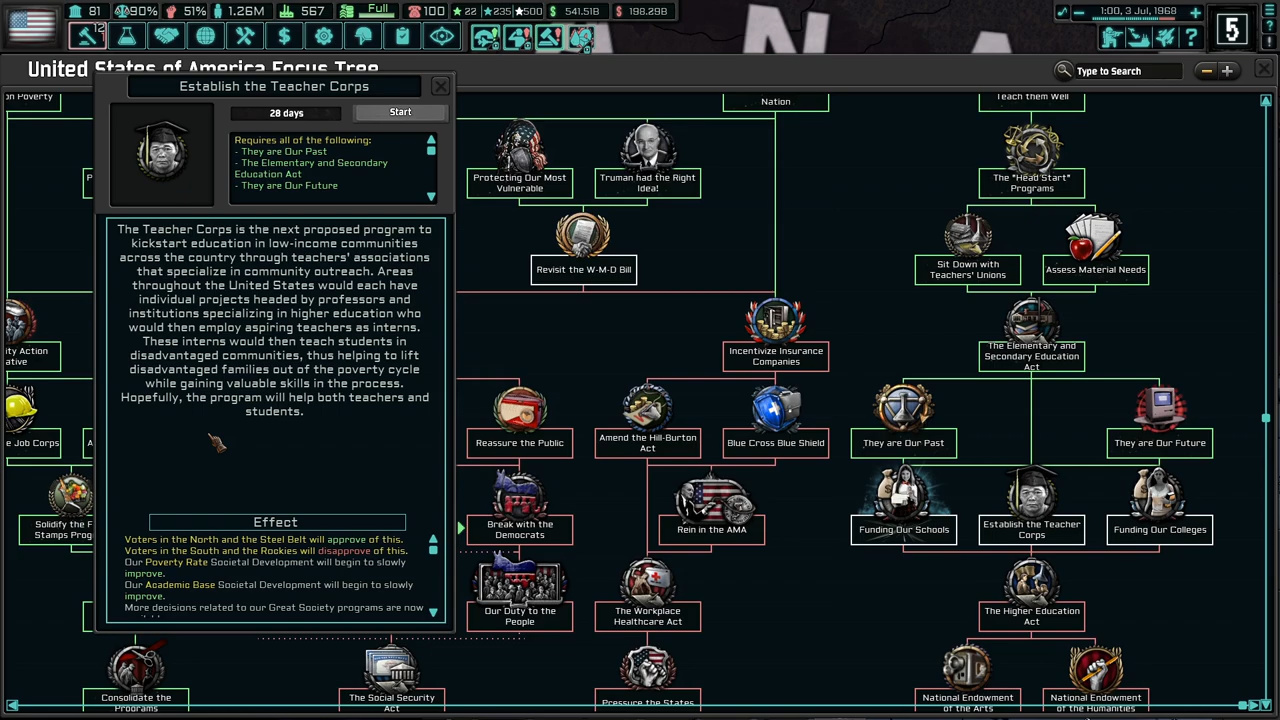 81 90% 51% 1.26M 567 Full 100 22 235 500 $ 541.51B $ 198.29B
1:00, 3 Jul, 1968
12
5
United States of America Focus Tree
Type to Search
Establish the Teacher Corps
28 days
Start
Requires all of the following:
- They are Our Past
- The Elementary and Secondary
Education Act
- They are Our Future
The Teacher Corps is the next proposed program to
kickstart education in low-income communities
across the country through teachers' associations
that specialize in community outreach. Areas
throughout the United States would each have
individual projects headed by professors and
institutions specializing in higher education who
would then employ aspiring teachers as interns.
These interns would then teach students in
disadvantaged communities, thus helping to lift
disadvantaged families out of the poverty cycle
while gaining valuable skills in the process.
Hopefully, the program will help both teachers and
students.
Effect
Voters in the North and the Steel Belt will approve of this.
Voters in the South and the Rockies will disapprove of this.
Our Poverty Rate Societal Development will begin to slowly
improve.
Our Academic Base Societal Development will begin to slowly
improve.
More decisions related to our Great Society programs are now
on Poverty
Nation
Teach them Well
Protecting Our Most
Vulnerable
Truman had the Right
Idea!
The "Head Start"
Programs
Revisit the W-M-D Bill
Sit Down with
Teachers' Unions
Assess Material Needs
ity Action
ative
Incentivize Insurance
Companies
The Elementary and
Secondary Education
Act
e Job Corps
Reassure the Public
Amend the Hill-Burton
Act
Blue Cross Blue Shield
They are Our Past
They are Our Future
Solidify the F
Stamps Prog
Break with the
Democrats
Rein in the AMA
Funding Our Schools
Establish the Teacher
Corps
Funding Our Colleges
Our Duty to the
People
The Workplace
Healthcare Act
The Higher Education
Act
Consolidate the
Programs
The Social Security
Act
Pressure the States
National Endowment
of the Arts
National Endowment
of the Humanities